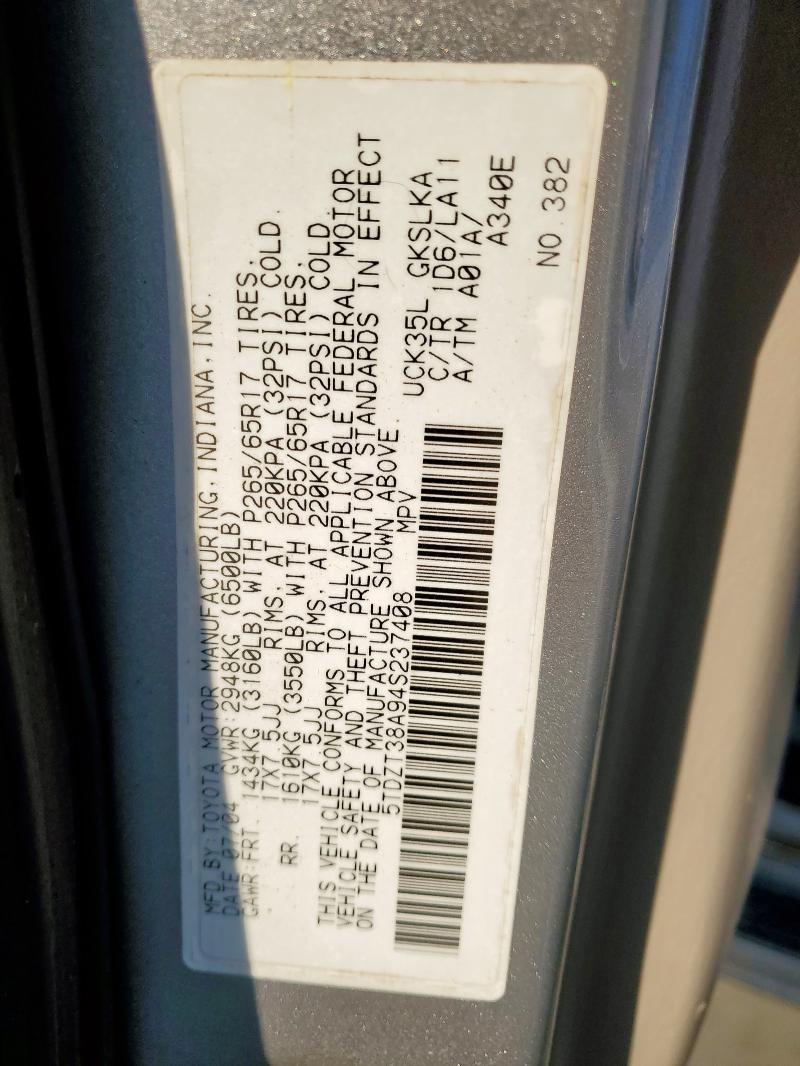 MFD BY:TOYOTA MOTOR MANUFACTURING,INDIANA,INC.
DATE 07/04 GVWR:2948KG (6500LB)
GAWR:FRT. 1434KG (3160LB) WITH P265/65R17 TIRES,
17X7.5JJ RIMS, AT 220KPA (32PSI) COLD.
RR. 1610KG (3550LB) WITH P265/65R17 TIRES,
17X7.5JJ RIMS, AT 220KPA (32PSI) COLD.
THIS VEHICLE CONFORMS TO ALL APPLICABLE FEDERAL MOTOR
VEHICLE SAFETY AND THEFT PREVENTION STANDARDS IN EFFECT
ON THE DATE OF MANUFACTURE SHOWN ABOVE.
5TDZT38A94S237408 MPV
UCK35L GKSLKA
C/TR 1D6/LA11
A/TM A01A/
A340E
NO.382